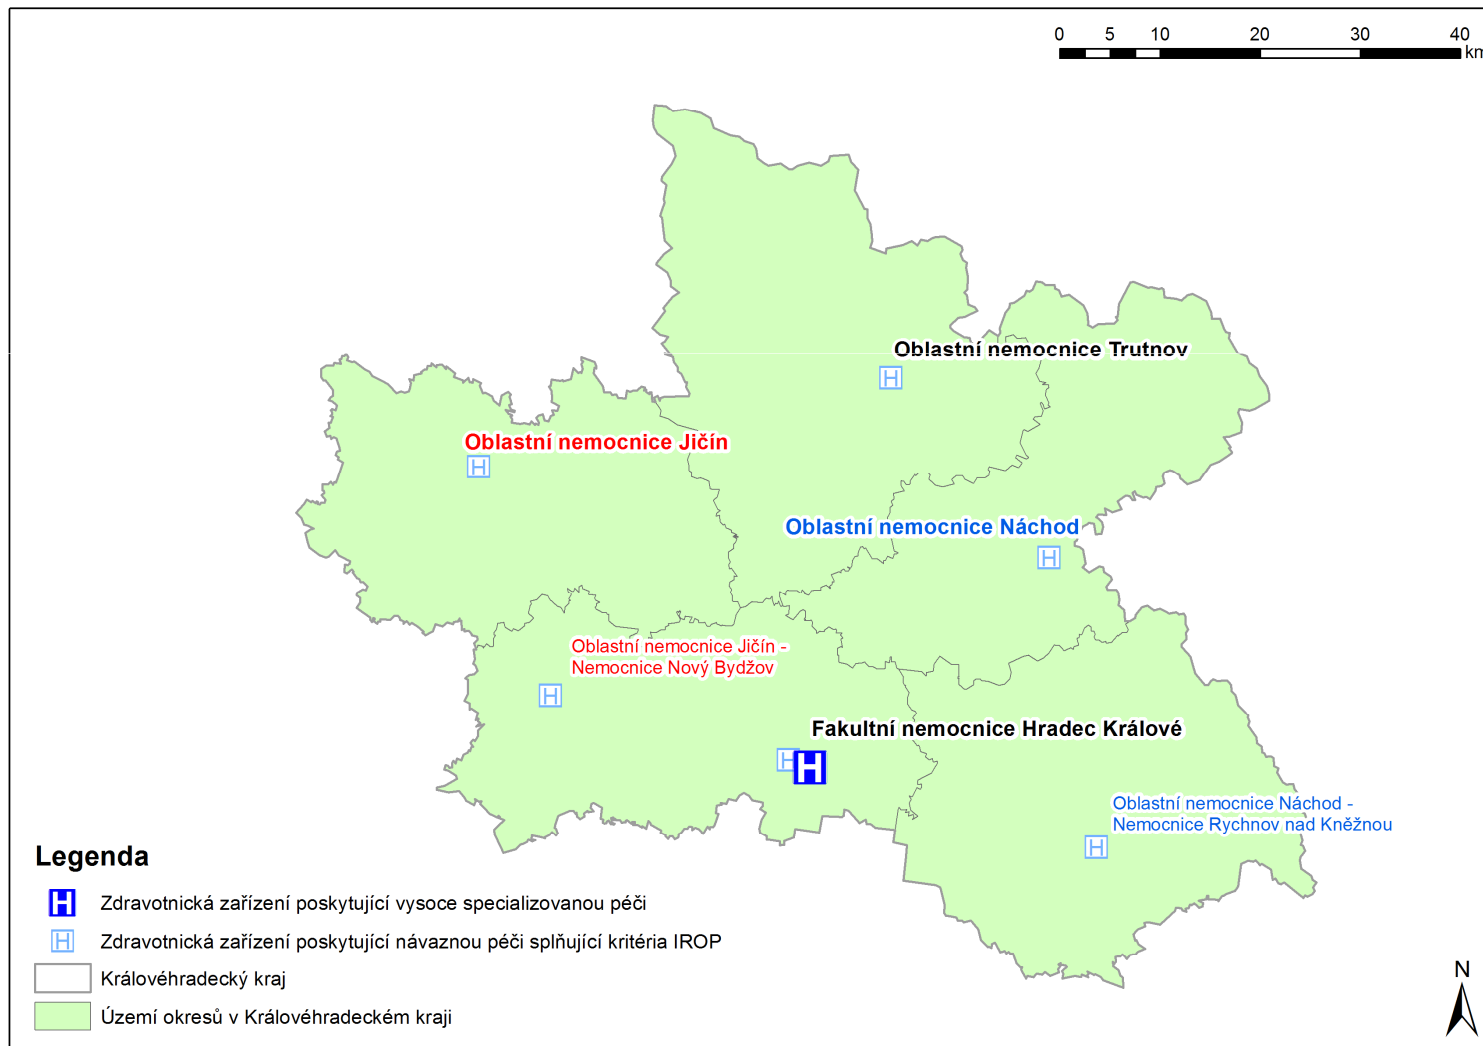 0 5 10 20 30 40
km
Oblastní nemocnice Trutnov
Oblastní nemocnice Jičín
Oblastní nemocnice Náchod
Oblastní nemocnice Jičín -
Nemocnice Nový Bydžov
Fakultní nemocnice Hradec Králové
Oblastní nemocnice Náchod -
Nemocnice Rychnov nad Kněžnou
Legenda
H Zdravotnická zařízení poskytující vysoce specializovanou péči
H Zdravotnická zařízení poskytující návaznou péči splňující kritéria IROP
Královéhradecký kraj
Území okresů v Královéhradeckém kraji
N